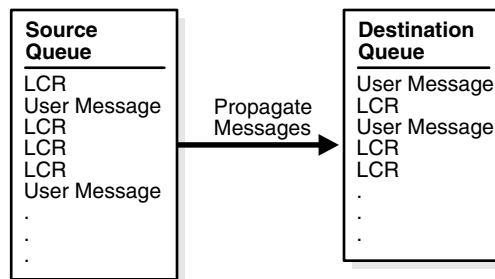 Source
Queue
LCR
User Message
LCR
LCR
LCR
User Message
.
.
.
Propagate
Messages
Destination
Queue
User Message
LCR
User Message
LCR
LCR
.
.
.